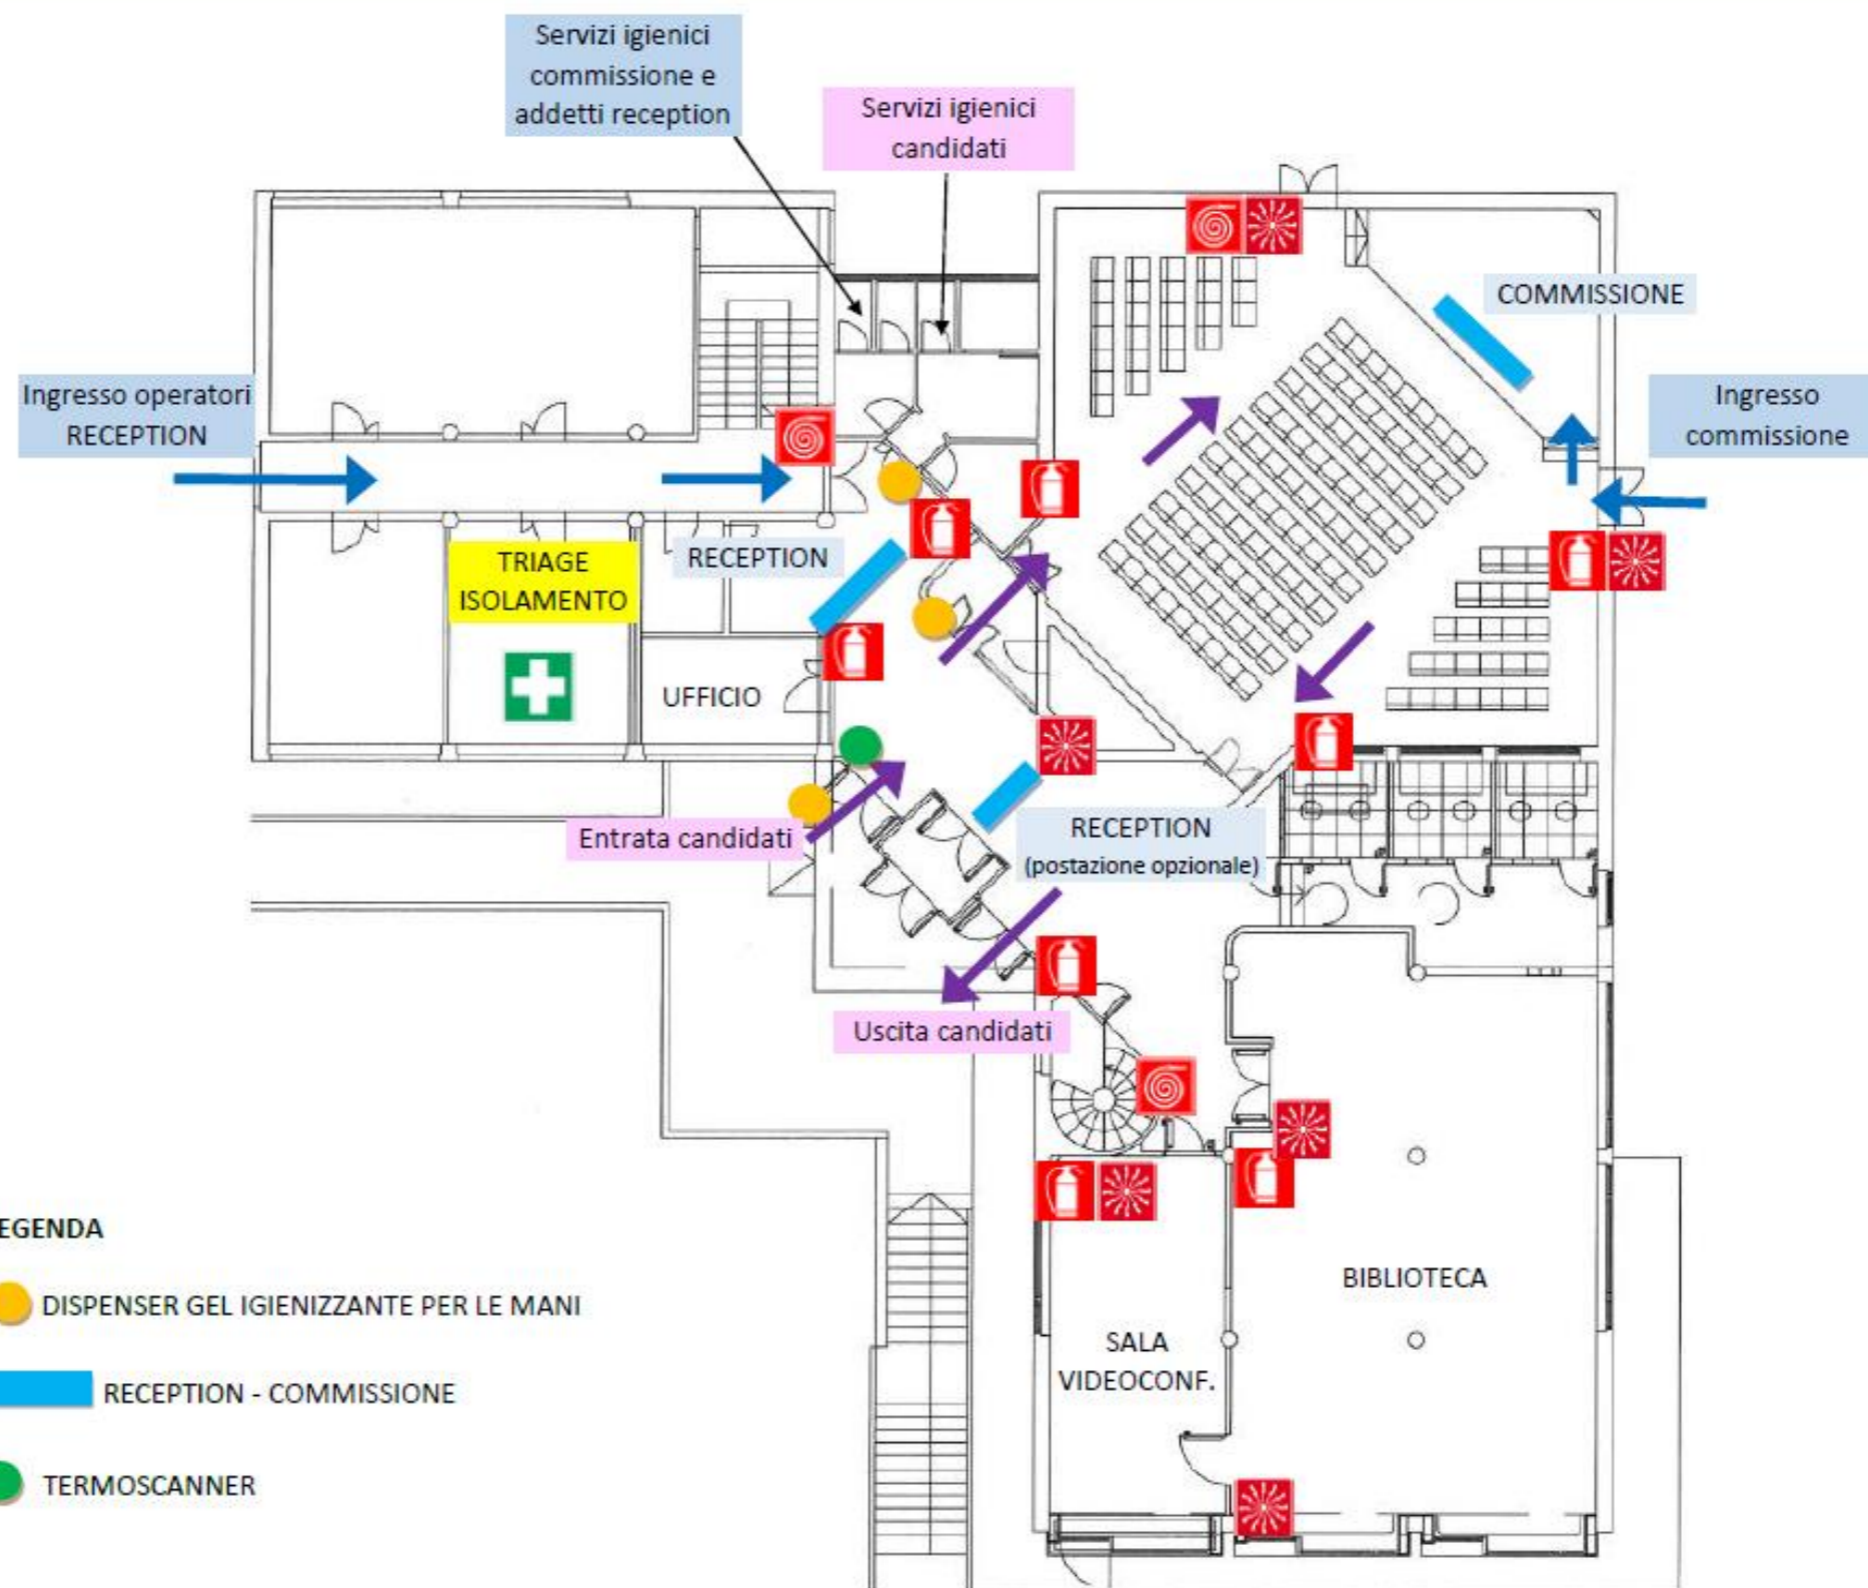 Servizi igienici
commissione e
addetti reception
Servizi igienici
candidati
COMMISSIONE
Ingresso operatori
RECEPTION
Ingresso
commissione
TRIAGE
ISOLAMENTO
RECEPTION
UFFICIO
Entrata candidati
RECEPTION
(postazione opzionale)
Uscita candidati
EGENDA
DISPENSER GEL IGIENIZZANTE PER LE MANI
RECEPTION - COMMISSIONE
TERMOSCANNER
BIBLIOTECA
SALA
VIDEOCONF.